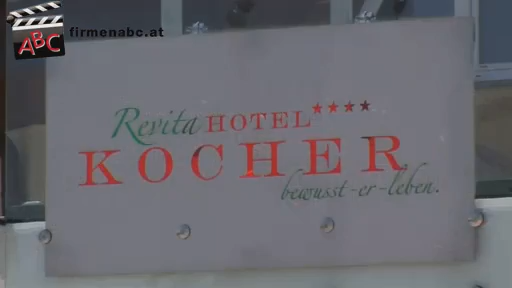 firmenabc.at
ABC
Revita HOTEL ★★★★
KOCHER
bewusst-er-leben.